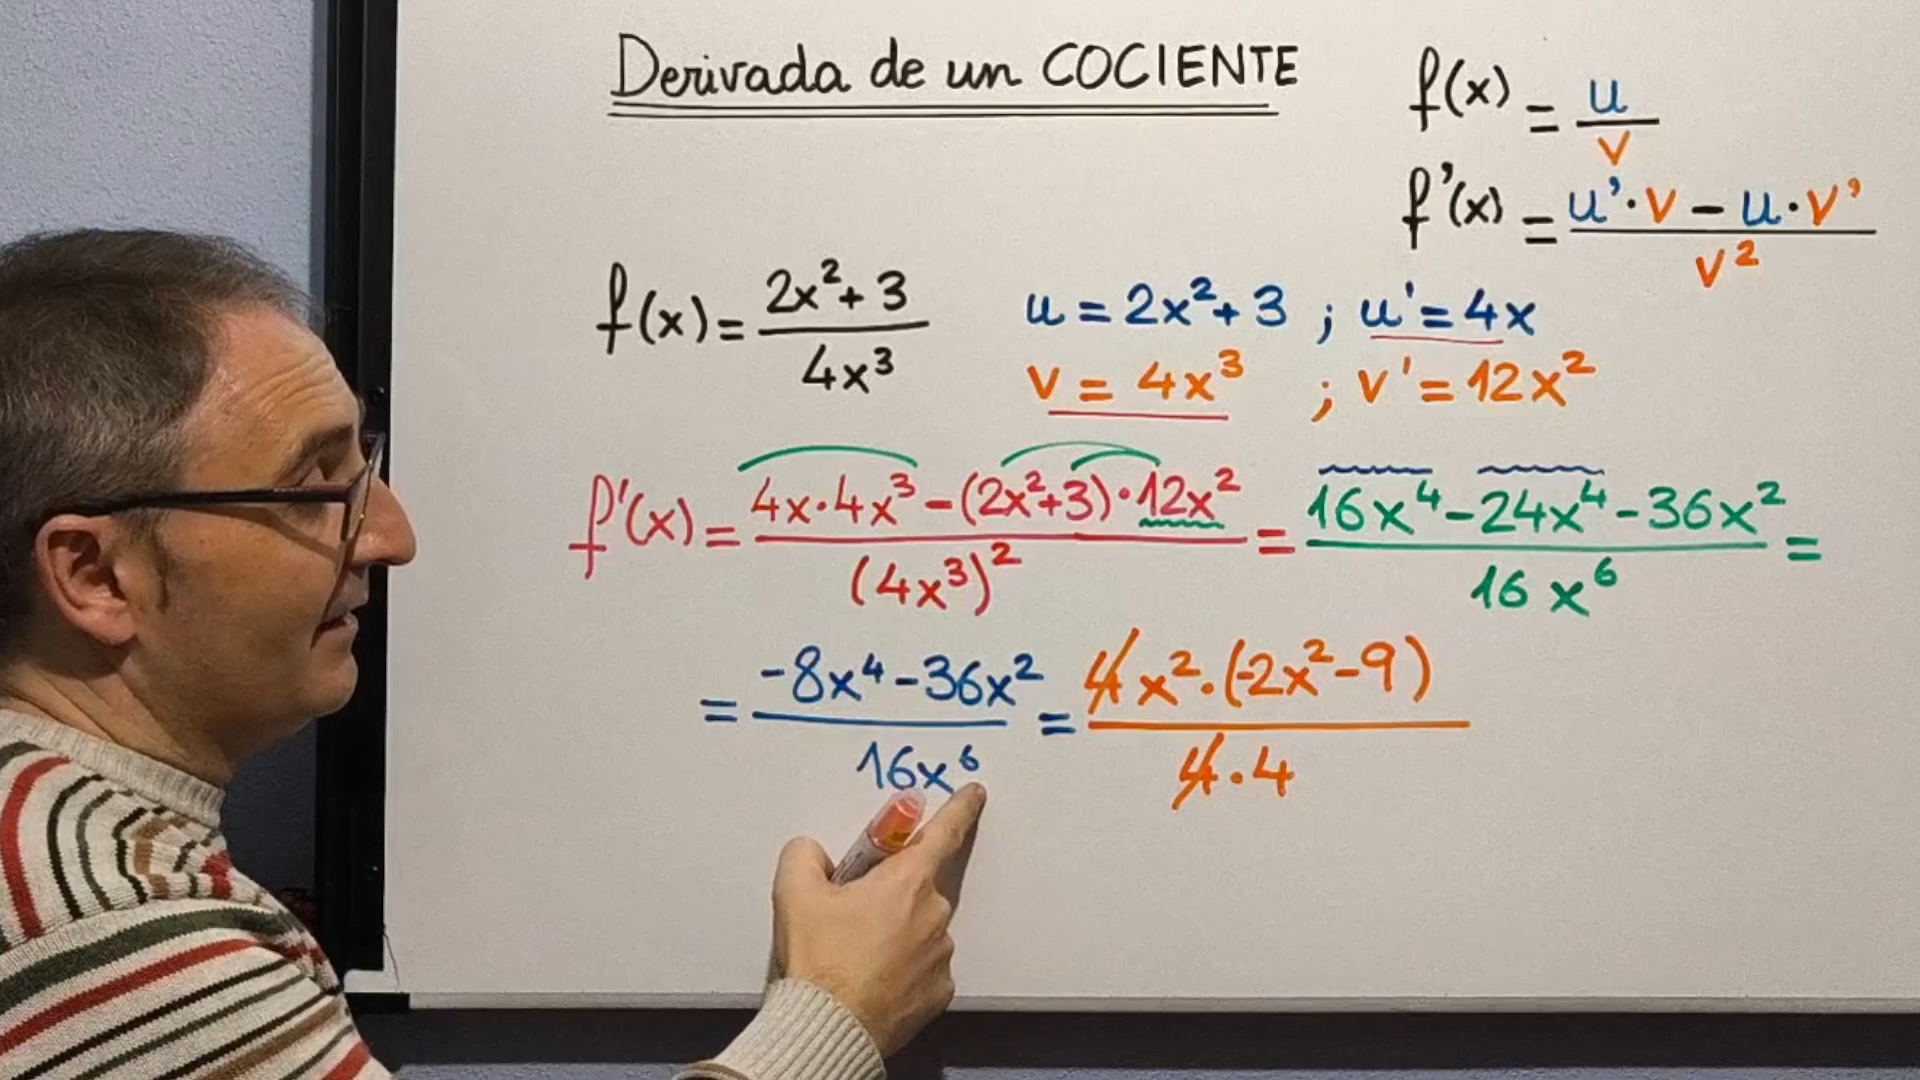 Derivada de un COCIENTE
f(x) = u/v
f'(x) = (u'·v - u·v')/v²
f(x) = (2x²+3)/(4x³)
u = 2x²+3 ; u' = 4x
v = 4x³ ; v' = 12x²
f'(x) = (4x·4x³-(2x²+3)·12x²)/(4x³)² = (16x⁴-24x⁴-36x²)/(16x⁶) =
= (-8x⁴-36x²)/(16x⁶) = (4x²·(-2x²-9))/(4·4)